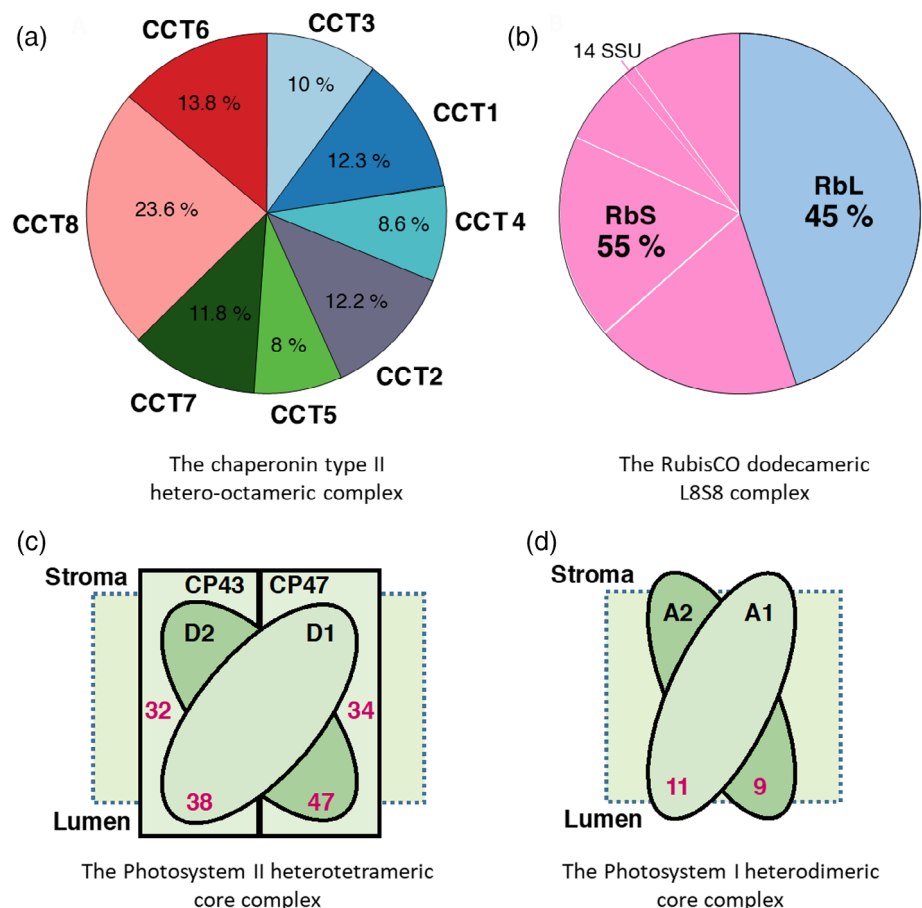 (a)
CCT6
CCT3
13.8 %
10 %
CCT1
12.3 %
CCT8
23.6 %
8.6 %
CCT 4
12.2 %
11.8 %
8 %
CCT2
CCT7
CCT5
The chaperonin type II
hetero-octameric complex
(b)
14 SSU
RbL
45 %
RbS
55 %
The RubisCO dodecameric
L8S8 complex
(c)
Stroma
CP43 CP47
D2 D1
32 34
38 47
Lumen
The Photosystem II heterotetrameric
core complex
(d)
Stroma
A2 A1
11 9
Lumen
The Photosystem I heterodimeric
core complex